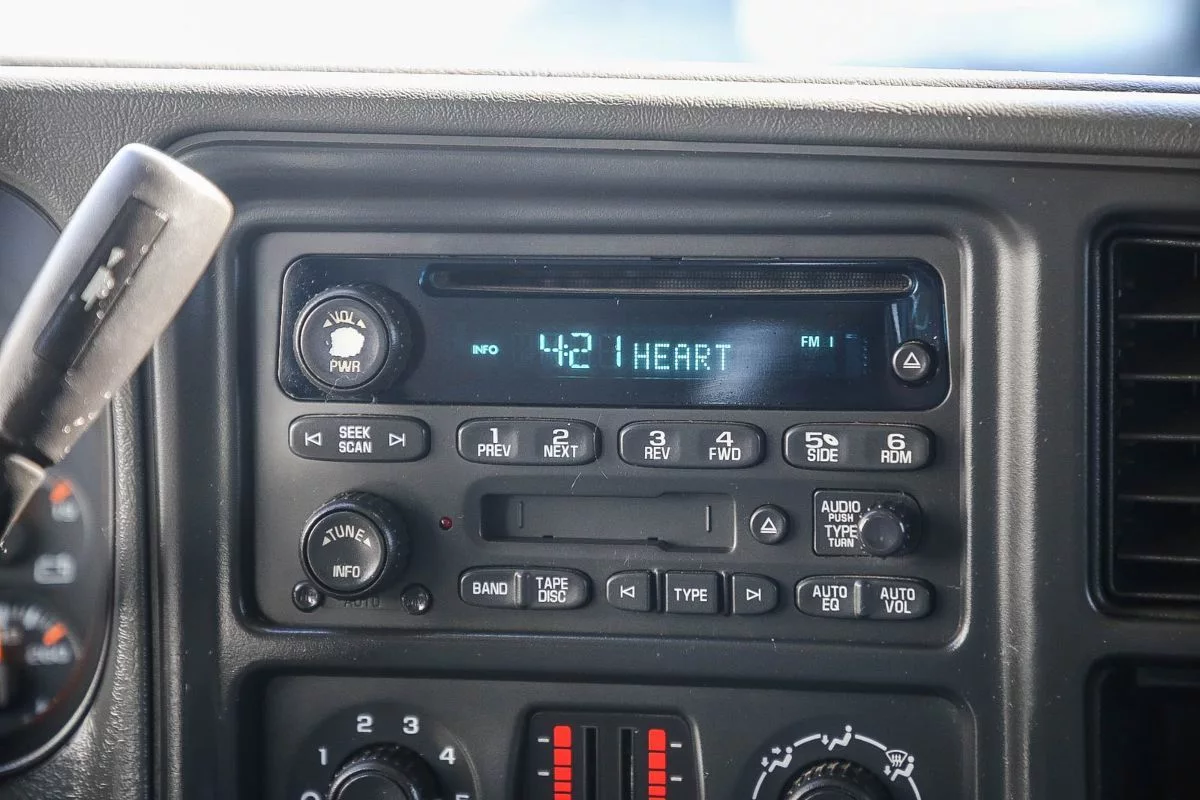 VOL
PWR
INFO 4:21 HEART FM 1
SEEK
SCAN
1
PREV
2
NEXT
3
REV
4
FWD
5
SIDE
6
RDM
TUNE
INFO
AUDIO
PUSH
TYPE
TURN
AUTO
BAND
TAPE
DISC
TYPE
AUTO
EQ
AUTO
VOL
1 2 3 4